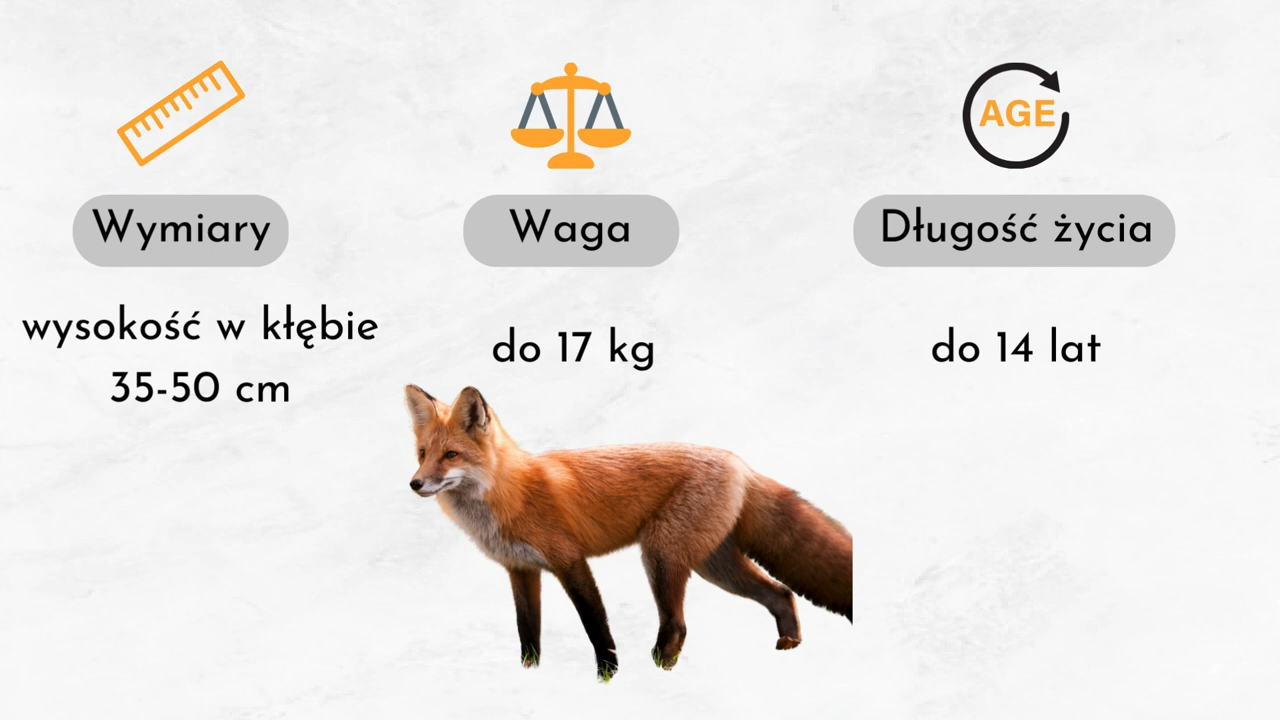 AGE
Wymiary
Waga
Długość życia
wysokość w kłębie
35-50 cm
do 17 kg
do 14 lat